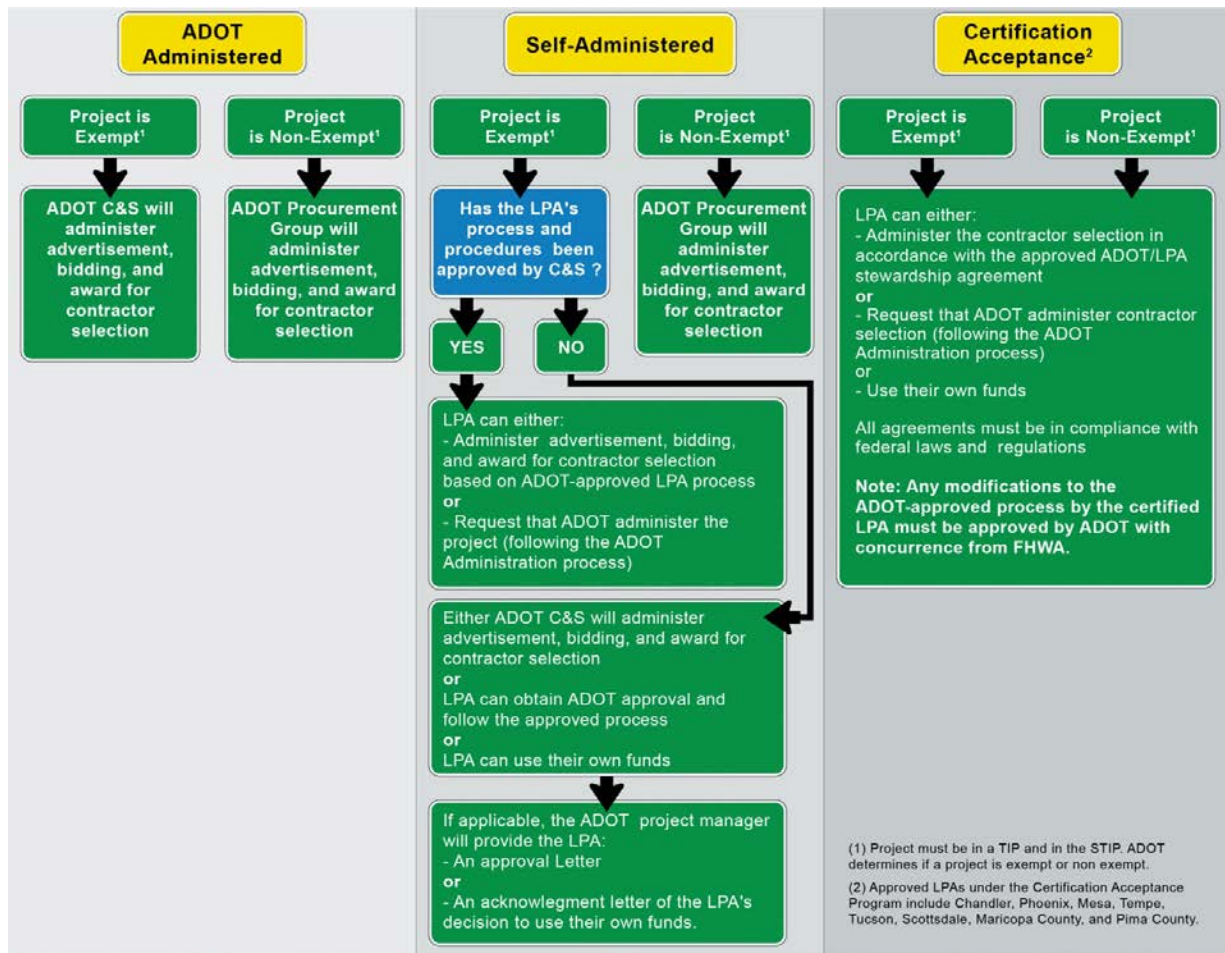 ADOT
Administered
Project is
Exempt¹
Project
is Non-Exempt¹
ADOT C&S will
administer
advertisement,
bidding, and
award for
contractor
selection
ADOT Procurement
Group will
administer
advertisement,
bidding, and award
for contractor
selection
Self-Administered
Project is
Exempt¹
Project
is Non-Exempt¹
Has the LPA's
process and
procedures been
approved by C&S ?
ADOT Procurement
Group will
administer
advertisement,
bidding, and award
for contractor
selection
YES
NO
LPA can either:
- Administer advertisement, bidding,
and award for contractor selection
based on ADOT-approved LPA process
or
- Request that ADOT administer the
project (following the ADOT
Administration process)
Either ADOT C&S will administer
advertisement, bidding, and award for
contractor selection
or
LPA can obtain ADOT approval and
follow the approved process
or
LPA can use their own funds
If applicable, the ADOT project manager
will provide the LPA:
- An approval Letter
or
- An acknowlegment letter of the LPA's
decision to use their own funds.
Certification
Acceptance²
Project is
Exempt¹
Project
is Non-Exempt¹
LPA can either:
- Administer the contractor selection in
accordance with the approved ADOT/LPA
stewardship agreement
or
- Request that ADOT administer contractor
selection (following the ADOT
Administration process)
or
- Use their own funds
All agreements must be in compliance with
federal laws and regulations
Note: Any modifications to the
ADOT-approved process by the certified
LPA must be approved by ADOT with
concurrence from FHWA.
(1) Project must be in a TIP and in the STIP. ADOT
determines if a project is exempt or non exempt.
(2) Approved LPAs under the Certification Acceptance
Program include Chandler, Phoenix, Mesa, Tempe,
Tucson, Scottsdale, Maricopa County, and Pima County.